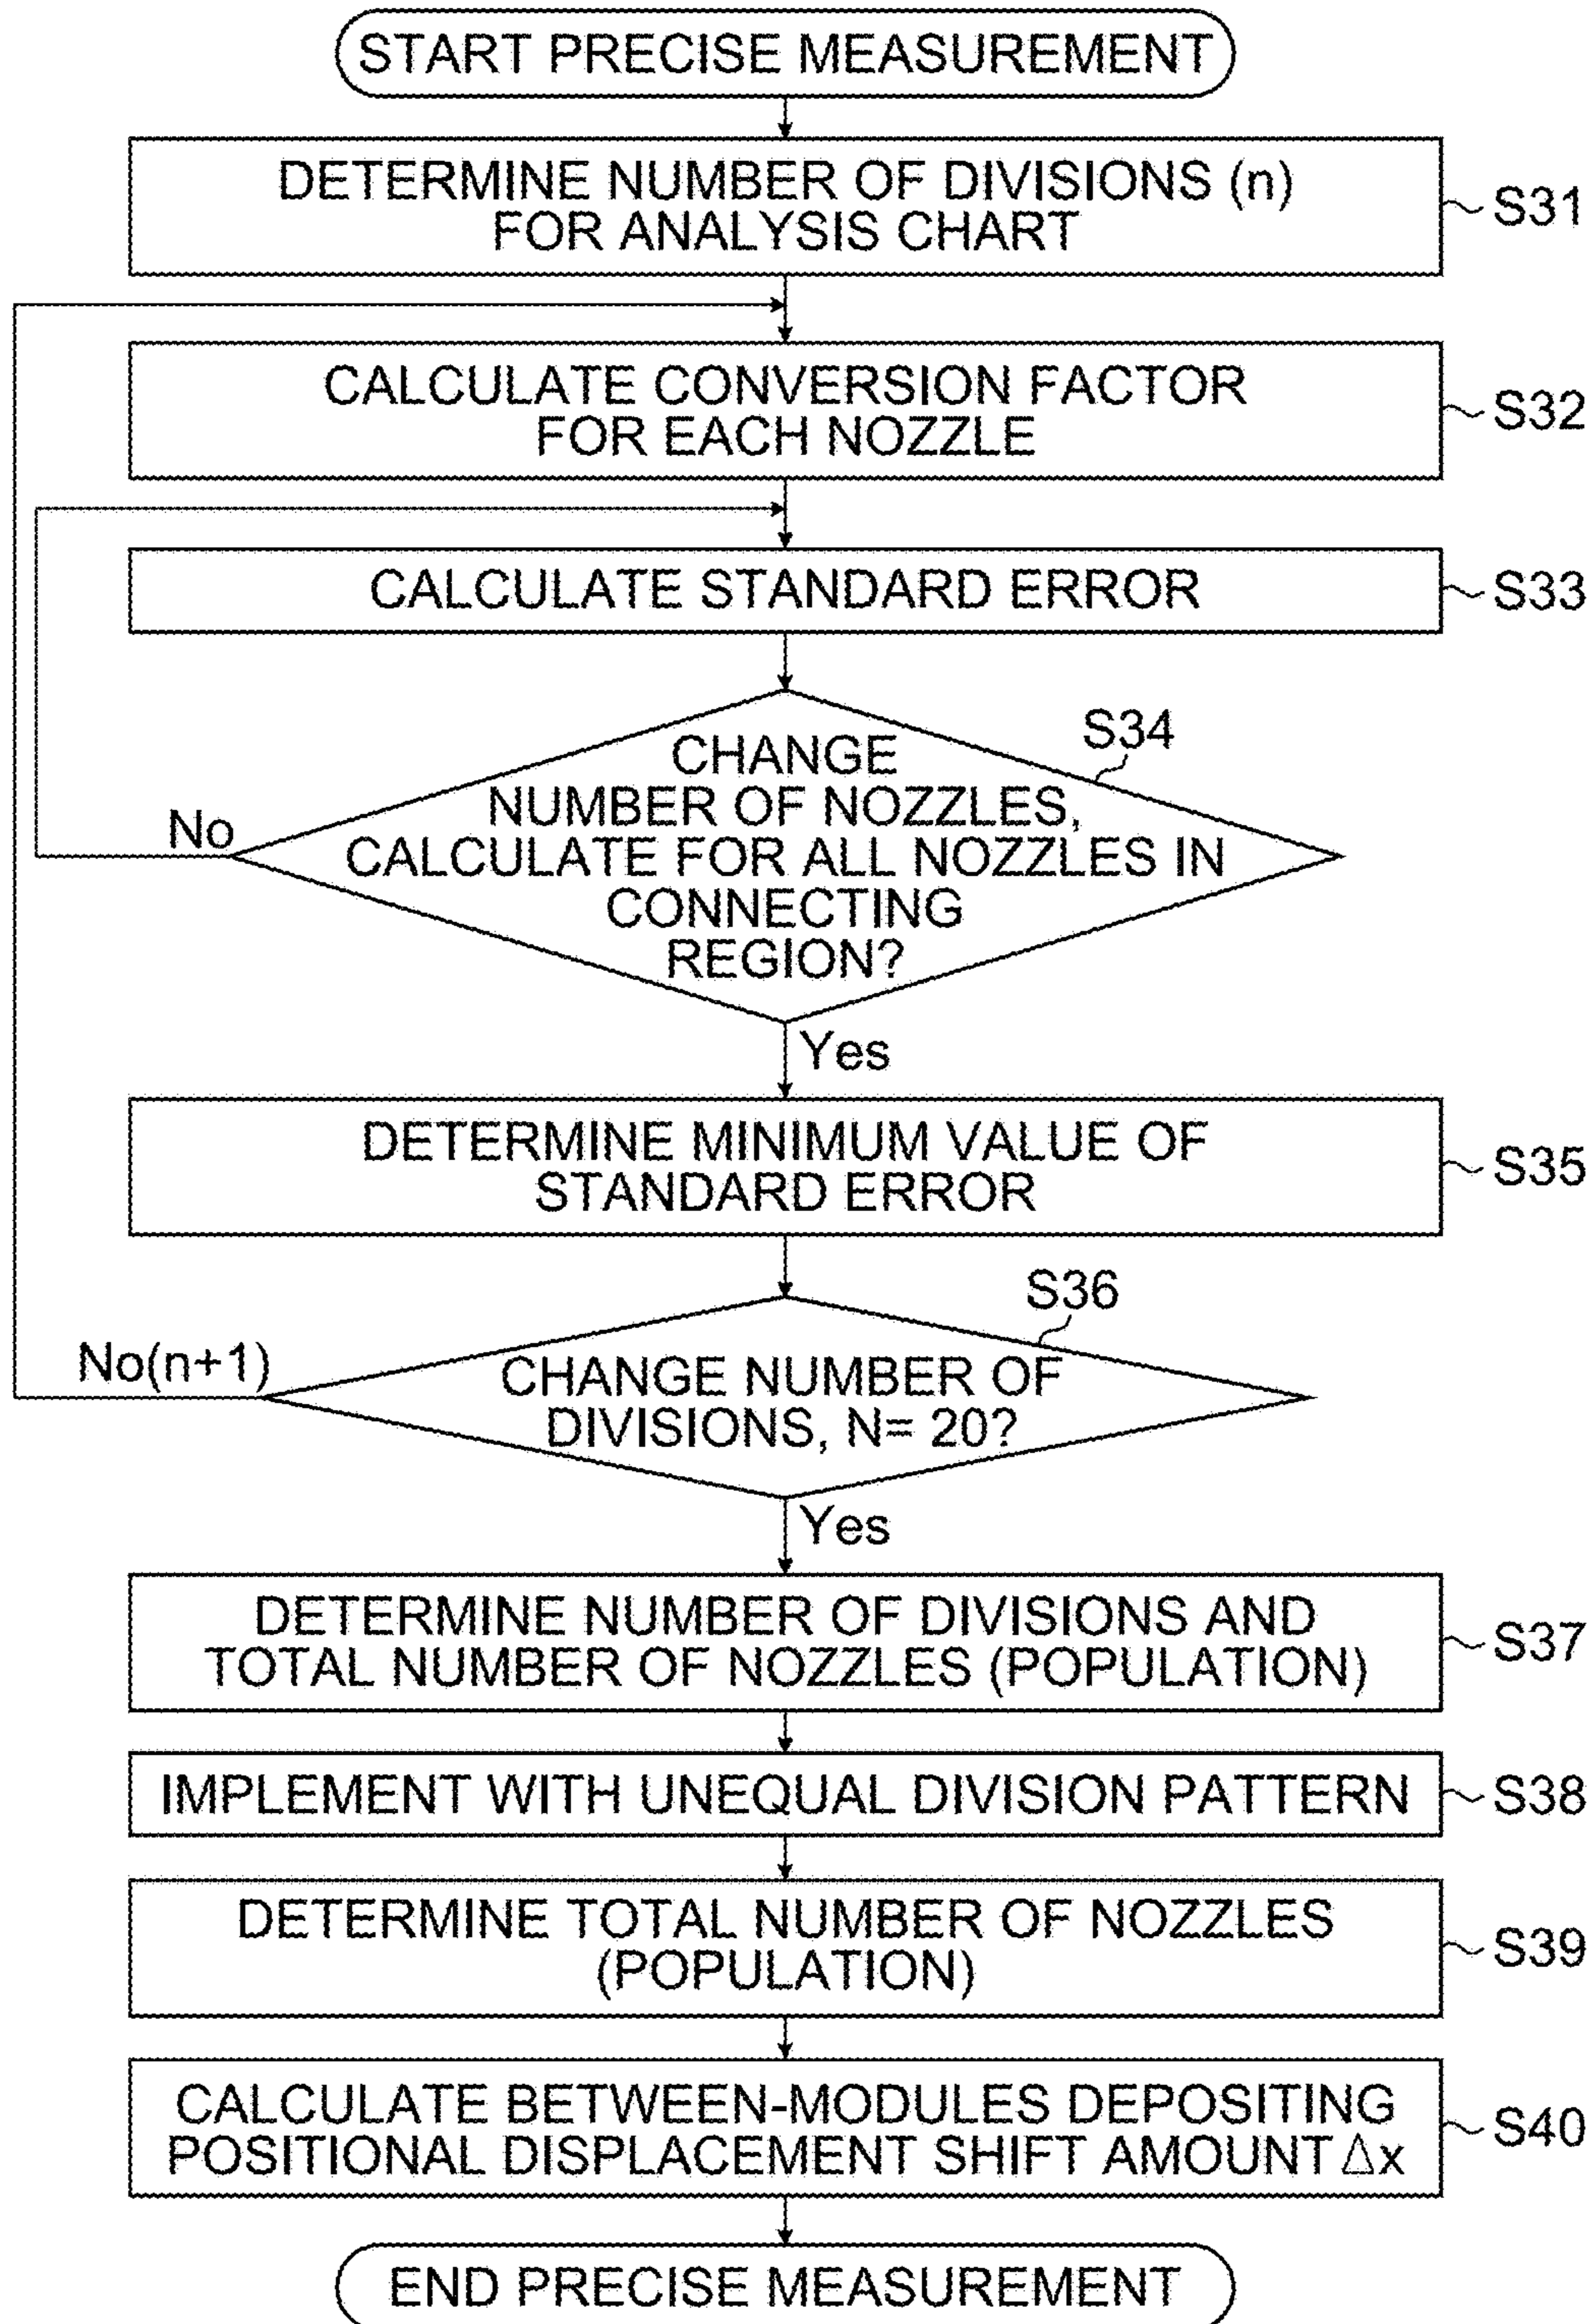 START PRECISE MEASUREMENT
DETERMINE NUMBER OF DIVISIONS (n)
FOR ANALYSIS CHART
S31
CALCULATE CONVERSION FACTOR
FOR EACH NOZZLE
S32
CALCULATE STANDARD ERROR
S33
S34
CHANGE
NUMBER OF NOZZLES,
CALCULATE FOR ALL NOZZLES IN
CONNECTING
REGION?
No
Yes
DETERMINE MINIMUM VALUE OF
STANDARD ERROR
S35
S36
CHANGE NUMBER OF
DIVISIONS, N= 20?
No(n+1)
Yes
DETERMINE NUMBER OF DIVISIONS AND
TOTAL NUMBER OF NOZZLES (POPULATION)
S37
IMPLEMENT WITH UNEQUAL DIVISION PATTERN
S38
DETERMINE TOTAL NUMBER OF NOZZLES
(POPULATION)
S39
CALCULATE BETWEEN-MODULES DEPOSITING
POSITIONAL DISPLACEMENT SHIFT AMOUNT Δx
S40
END PRECISE MEASUREMENT